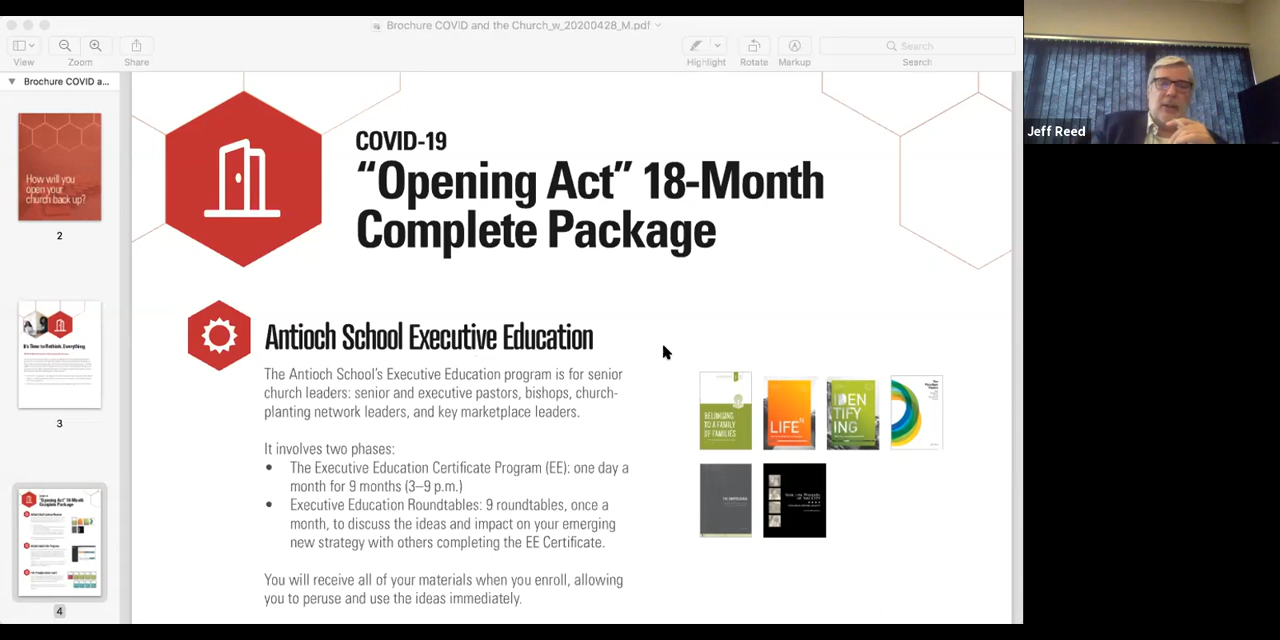 Brochure COVID and the Church_w_20200428_M.pdf
View
Zoom
Share
Highlight
Rotate
Markup
Search
Search
Brochure COVID a...
How will you
open your
church back up?
2
It's Time to Rethink. Everything.
3
4
COVID-19
“Opening Act” 18-Month
Complete Package
Antioch School Executive Education
The Antioch School’s Executive Education program is for senior
church leaders: senior and executive pastors, bishops, church-
planting network leaders, and key marketplace leaders.
It involves two phases:
• The Executive Education Certificate Program (EE): one day a
month for 9 months (3–9 p.m.)
• Executive Education Roundtables: 9 roundtables, once a
month, to discuss the ideas and impact on your emerging
new strategy with others completing the EE Certificate.
You will receive all of your materials when you enroll, allowing
you to peruse and use the ideas immediately.
BELONGING
TO A FAMILY
OF FAMILIES
LIFEⁿ
IDEN
TIFY
ING
Jeff Reed